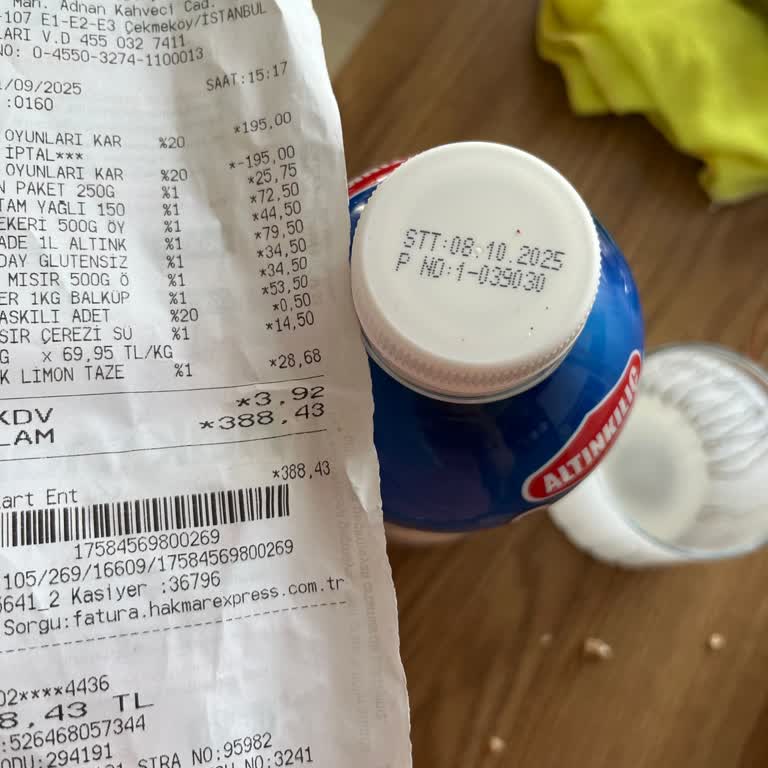 Mah. Adnan Kahveci Cad.
-107 E1-E2-E3 Çekmeköy/İSTANBUL
LARI V.D 455 032 7411
NO: 0-4550-3274-1100013
/09/2025 SAAT:15:17
:0160
OYUNLARI KAR %20 *195,00
İPTAL***
OYUNLARI KAR %20 *-195,00
N PAKET 250G %1 *25,75
TAM YAĞLI 150 %1 *72,50
EKERİ 500G ÖY %1 *44,50
ADE 1L ALTINK %1 *79,50
DAY GLUTENSİZ %1 *34,50
MISIR 500G Ö %1 *34,50
ER 1KG BALKÜP %1 *53,50
ASKILI ADET %20 *0,50
SIR ÇEREZİ SÜ %1 *14,50
G x 69,95 TL/KG
K LİMON TAZE %1 *28,68
KDV *3,92
LAM *388,43
art Ent *388,43
17584569800269
105/269/16609/17584569800269
6641_2 Kasiyer :36796
Sorgu:fatura.hakmarexpress.com.tr
02****4436
8,43 TL
:526468057344
ODU:294191
SIRA NO:95982
NO:3241
STT:08.10.2025
P NO:1-039030
ALTINKILIÇ